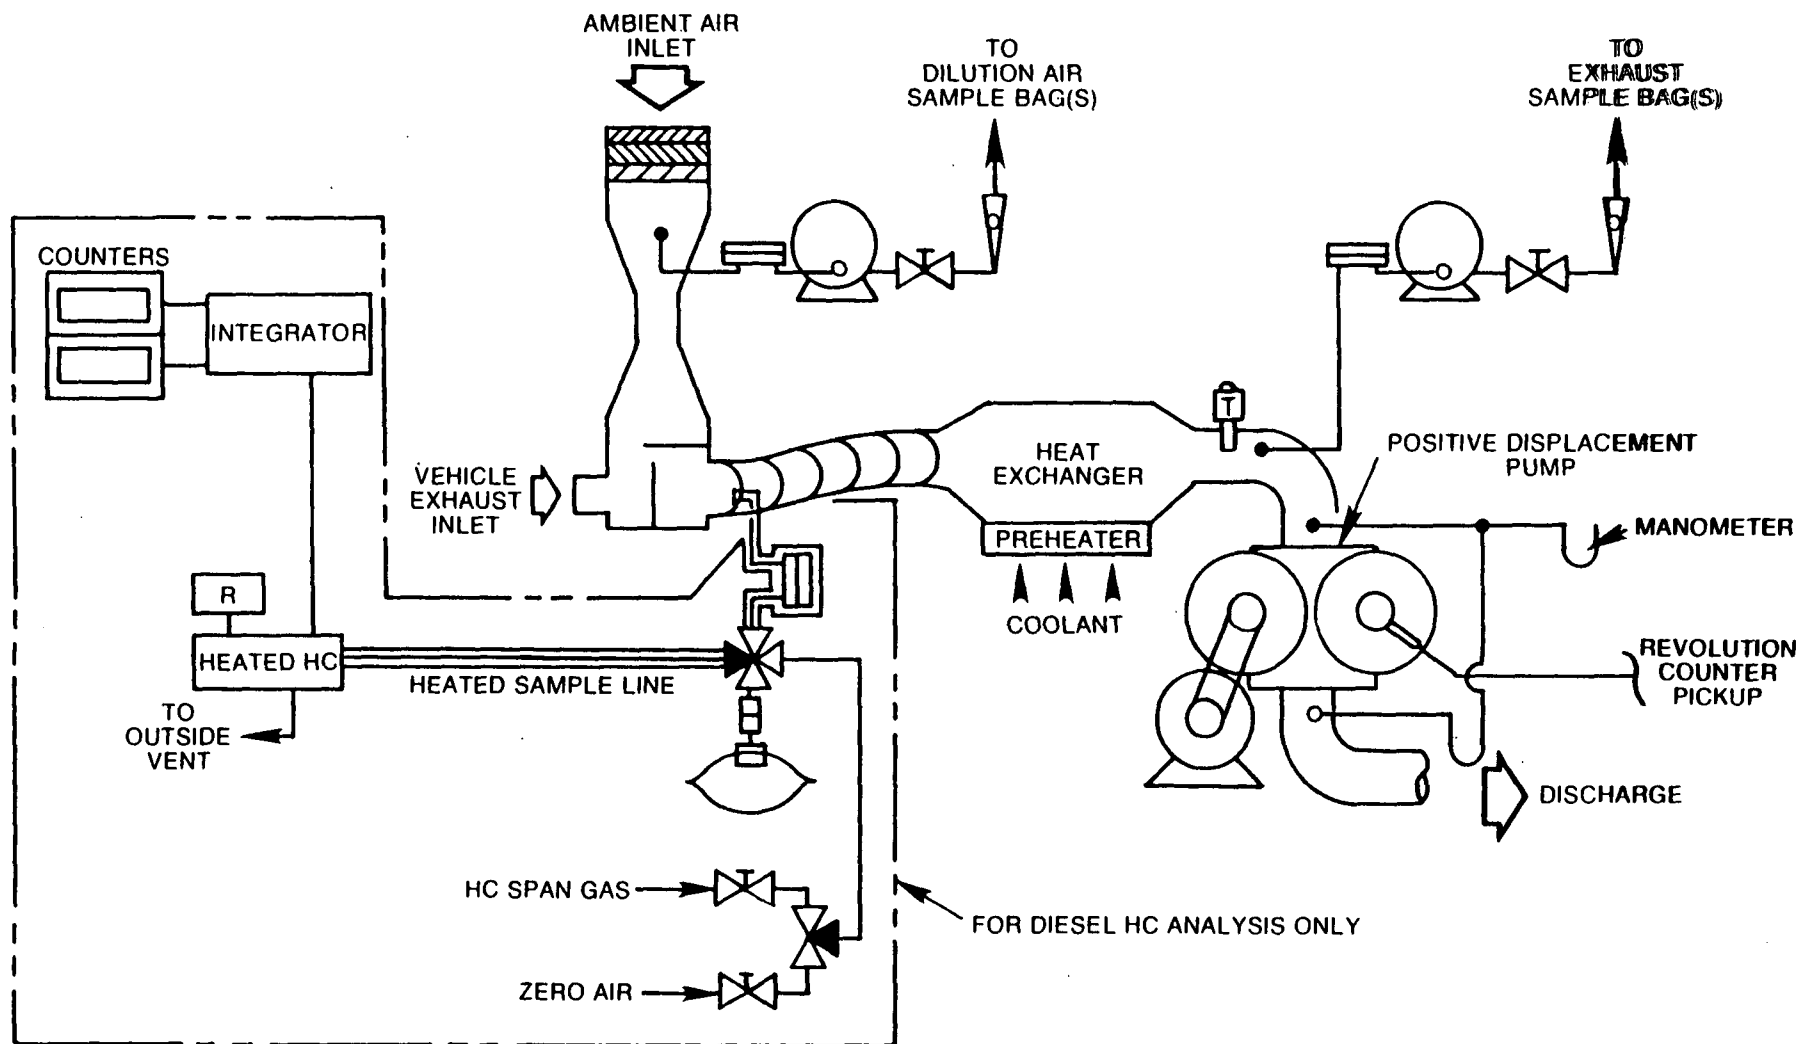 AMBIENT AIR
INLET
TO
DILUTION AIR
SAMPLE BAG(S)
TO
EXHAUST
SAMPLE BAG(S)
COUNTERS
INTEGRATOR
T
HEAT
EXCHANGER
POSITIVE DISPLACEMENT
PUMP
VEHICLE
EXHAUST
INLET
PREHEATER
MANOMETER
COOLANT
R
HEATED HC
HEATED SAMPLE LINE
REVOLUTION
COUNTER
PICKUP
TO
OUTSIDE
VENT
DISCHARGE
HC SPAN GAS
FOR DIESEL HC ANALYSIS ONLY
ZERO AIR